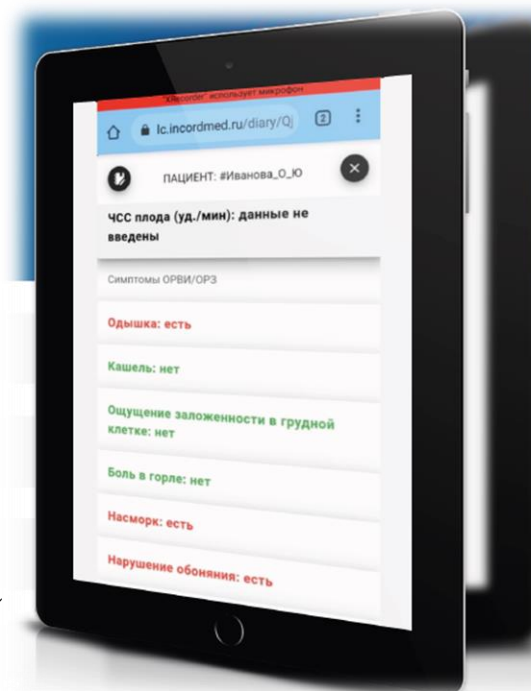 "XRecorder" использует микрофон
lc.incordmed.ru/diary/Qj
2
ПАЦИЕНТ: #Иванова_О_Ю
ЧСС плода (уд./мин): данные не
введены
Симптомы ОРВИ/ОРЗ
Одышка: есть
Кашель: нет
Ощущение заложенности в грудной
клетке: нет
Боль в горле: нет
Насморк: есть
Нарушение обоняния: есть